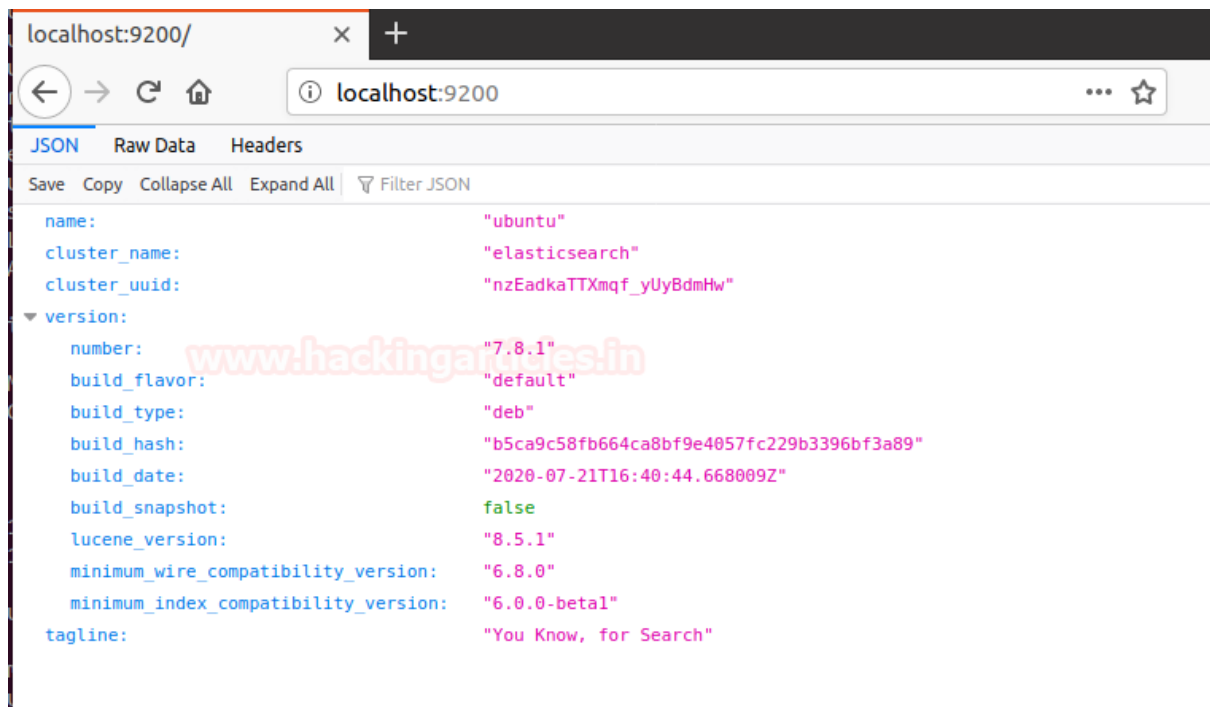 localhost:9200/
localhost:9200
JSON Raw Data Headers
Save Copy Collapse All Expand All Filter JSON
name: "ubuntu"
cluster_name: "elasticsearch"
cluster_uuid: "nzEadkaTTXmqf_yUyBdmHw"
version:
number: "7.8.1"
www.hackingarticles.in
build_flavor: "default"
build_type: "deb"
build_hash: "b5ca9c58fb664ca8bf9e4057fc229b3396bf3a89"
build_date: "2020-07-21T16:40:44.668009Z"
build_snapshot: false
lucene_version: "8.5.1"
minimum_wire_compatibility_version: "6.8.0"
minimum_index_compatibility_version: "6.0.0-beta1"
tagline: "You Know, for Search"